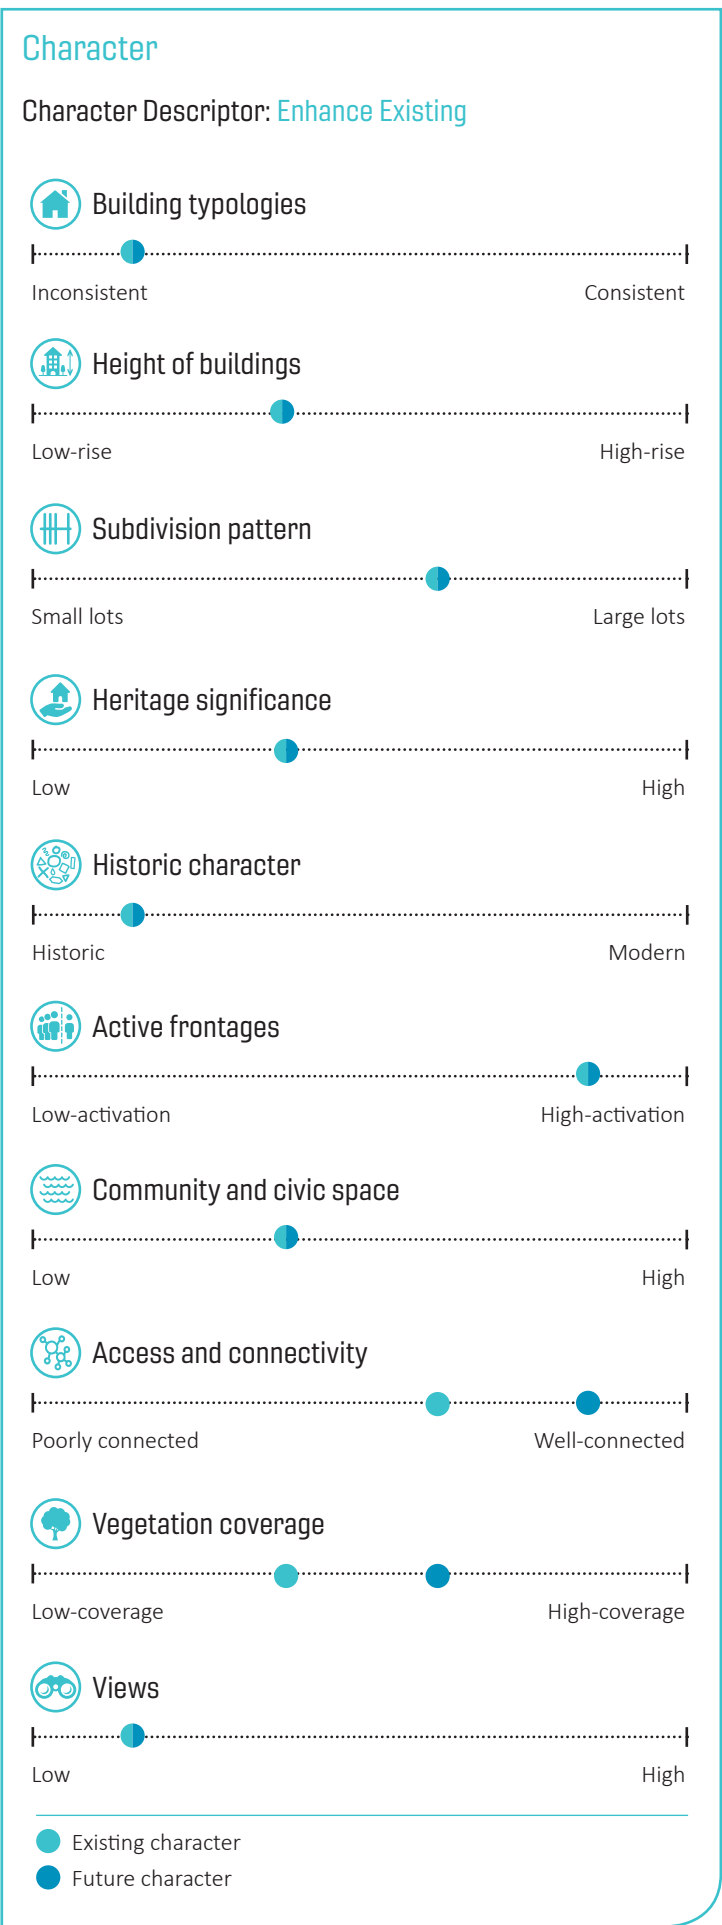 Character
Character Descriptor: Enhance Existing
Building typologies
Inconsistent Consistent
Height of buildings
Low-rise High-rise
Subdivision pattern
Small lots Large lots
Heritage significance
Low High
Historic character
Historic Modern
Active frontages
Low-activation High-activation
Community and civic space
Low High
Access and connectivity
Poorly connected Well-connected
Vegetation coverage
Low-coverage High-coverage
Views
Low High
Existing character
Future character